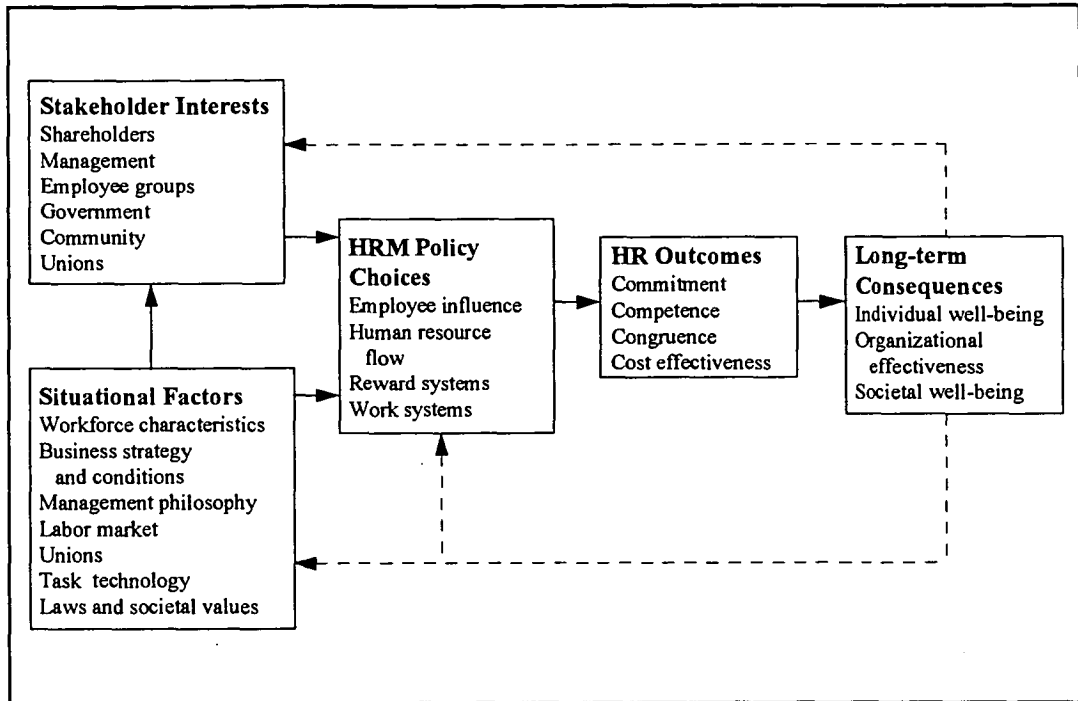 Stakeholder Interests
Shareholders
Management
Employee groups
Government
Community
Unions
Situational Factors
Workforce characteristics
Business strategy
and conditions
Management philosophy
Labor market
Unions
Task technology
Laws and societal values
HRM Policy
Choices
Employee influence
Human resource
flow
Reward systems
Work systems
HR Outcomes
Commitment
Competence
Congruence
Cost effectiveness
Long-term
Consequences
Individual well-being
Organizational
effectiveness
Societal well-being